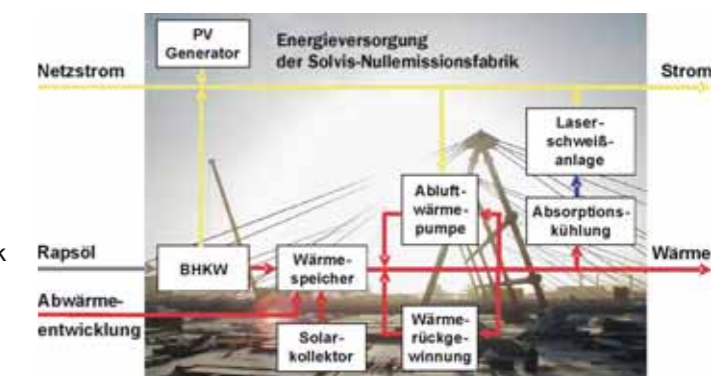 PV
Generator
Energieversorgung
der Solvis-Nullemissionsfabrik
Netzstrom
Strom
Laser-
schweiß-
anlage
Abluft-
wärme-
pumpe
Absorptions-
kühlung
Rapsöl
BHKW
Wärme-
speicher
Wärme
Abwärme-
entwicklung
Solar-
kollektor
Wärme-
rückge-
winnung
k